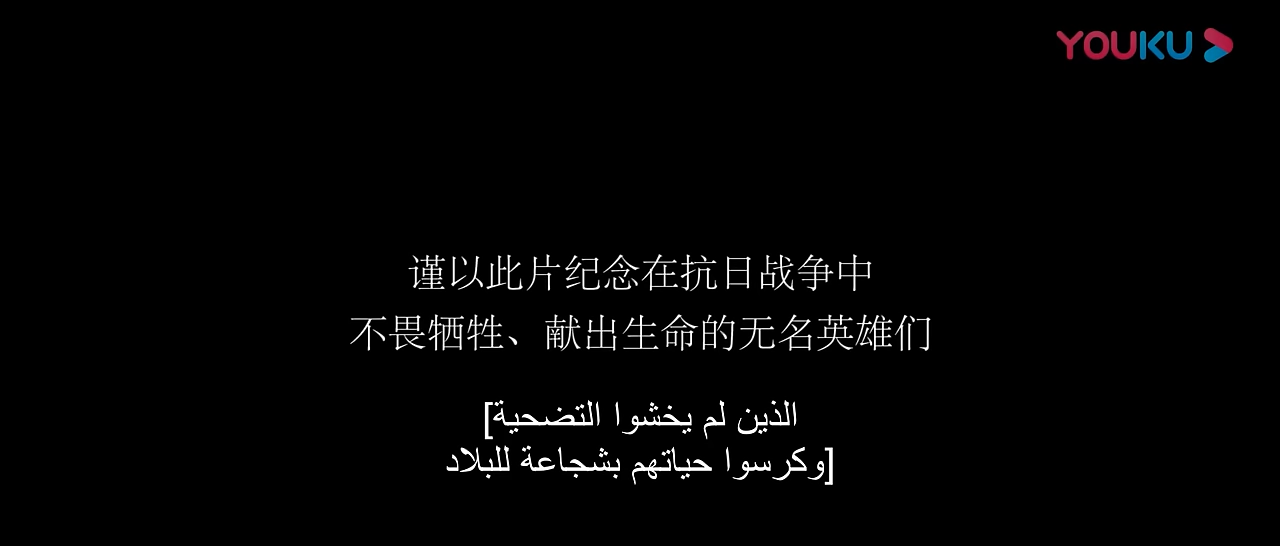 YOUKU
谨以此片纪念在抗日战争中
不畏牺牲、献出生命的无名英雄们
[الذين لم يخشوا التضحية
وكرسوا حياتهم بشجاعة للبلاد]